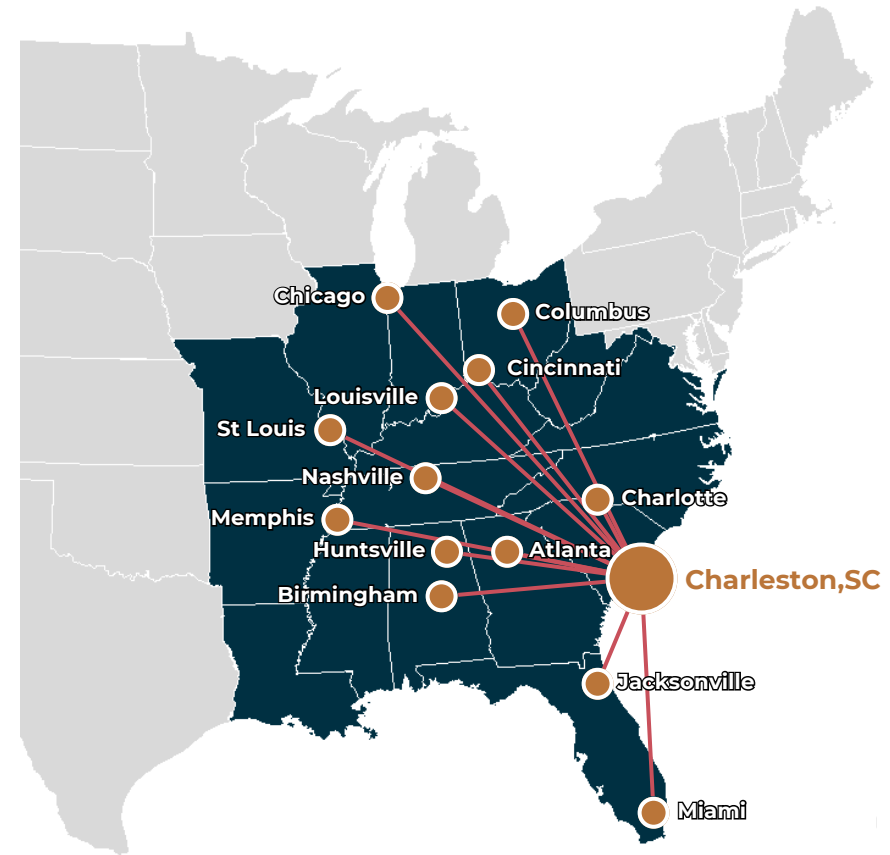 Chicago
Columbus
Cincinnati
Louisville
St Louis
Nashville
Charlotte
Memphis
Huntsville
Atlanta
Charleston,SC
Birmingham
Jacksonville
Miami